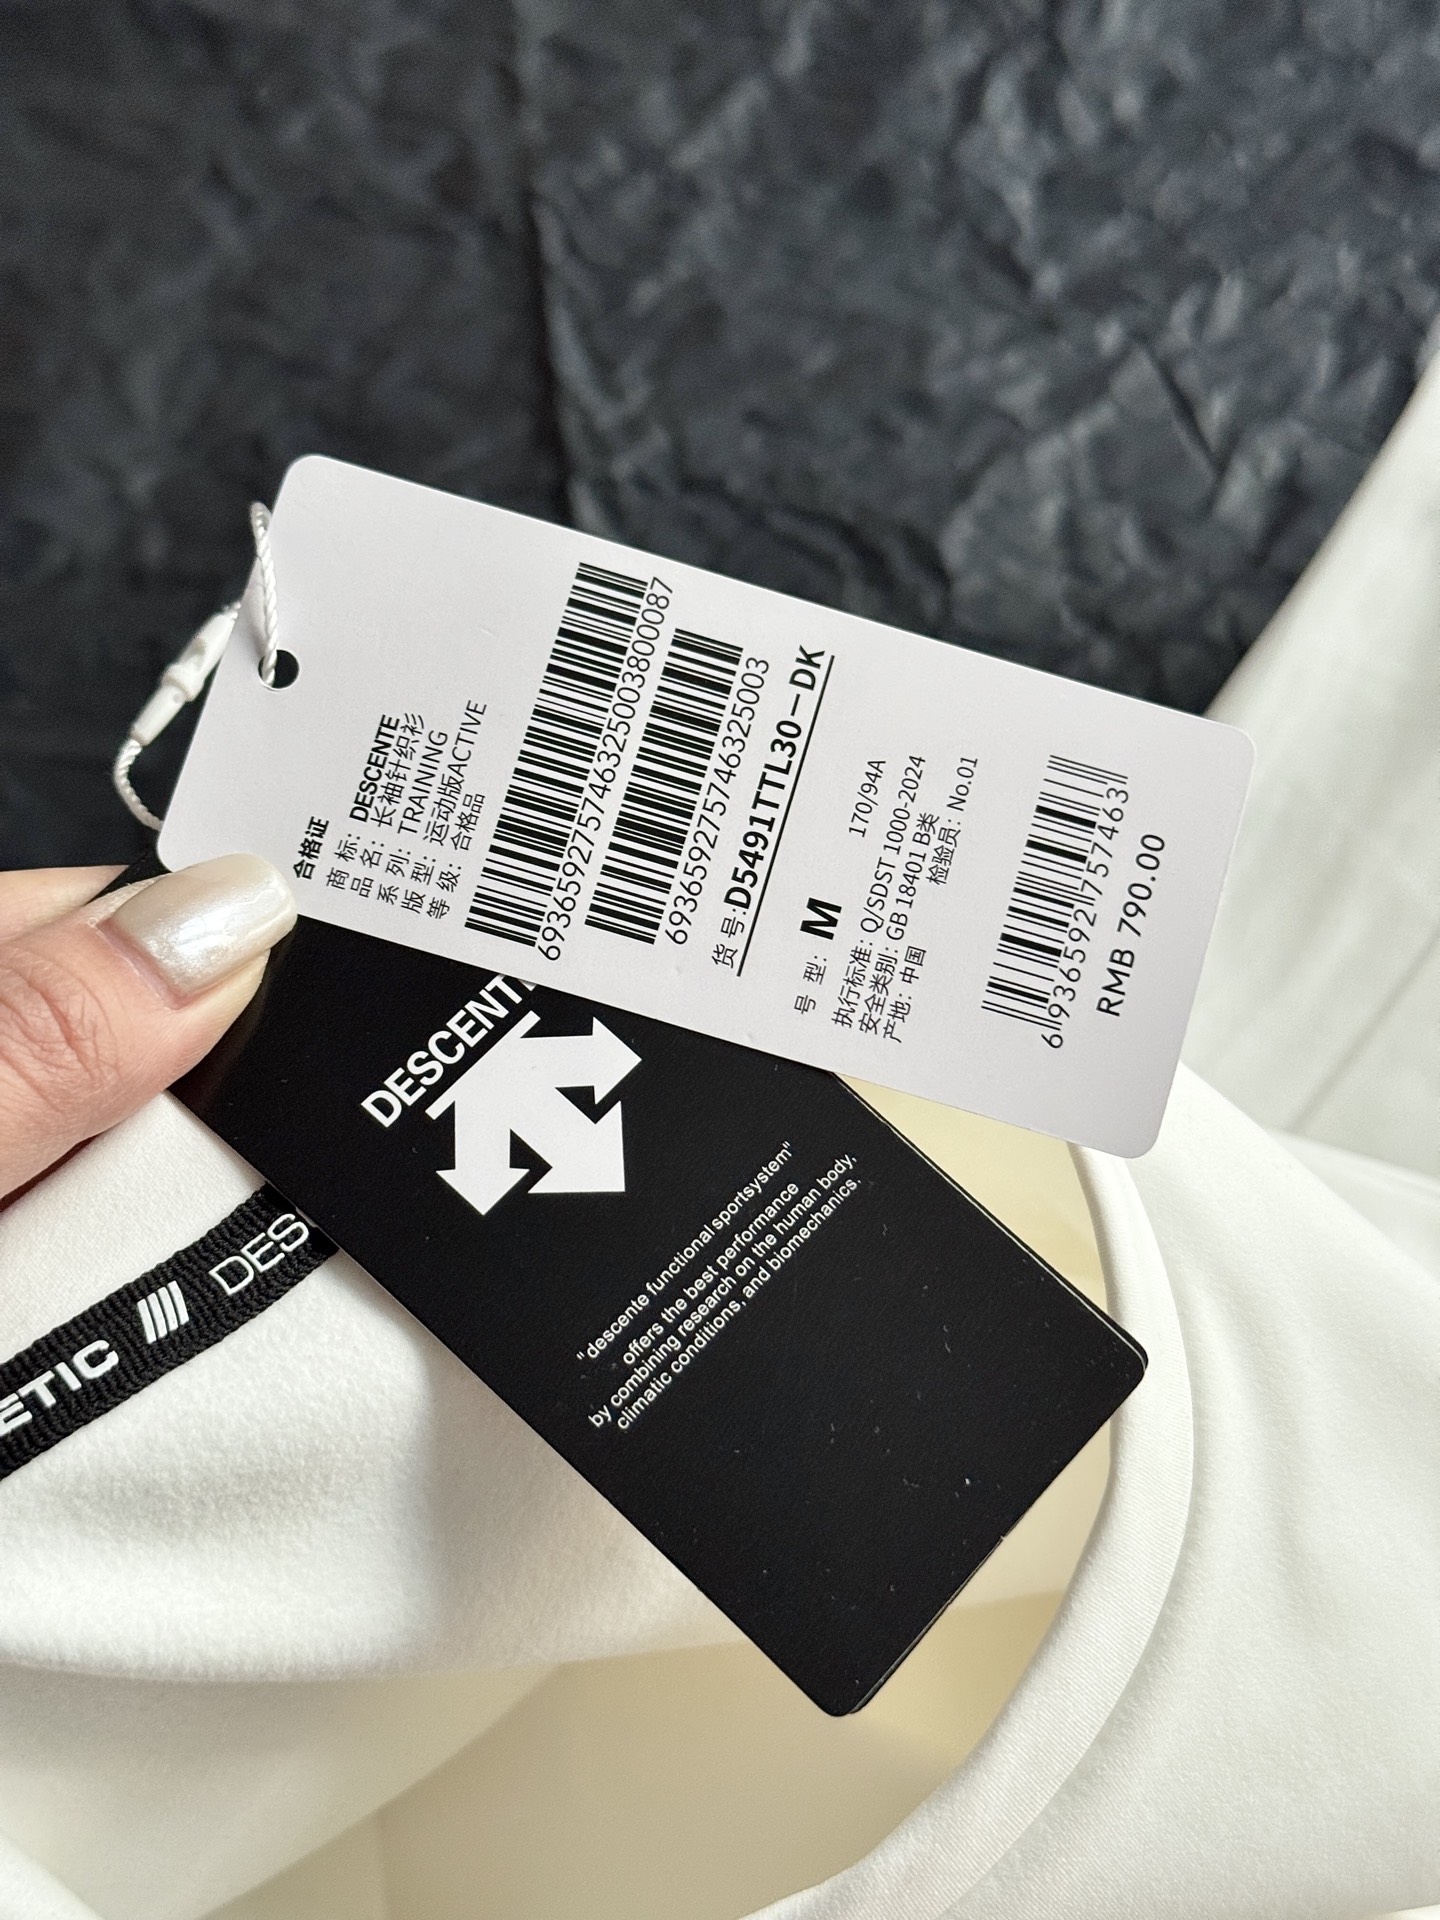 合格证
商 标: DESCENTE
品 名: 长袖针织衫
系 列: TRAINING
版 型: 运动版ACTIVE
等 级: 合格品
693659275746325003800087
693659275746325003
货 号:D5491TTL30－DK
号 型: M 170/94A
执行标准: Q/SDST 1000-2024
安全类别: GB 18401 B类
产地: 中国 检验员: No.01
6936592757463
RMB 790.00
DESCENTE
"descente functional sportsystem"
offers the best performance
by combining research on the human body,
climatic conditions, and biomechanics.
ETIC DES